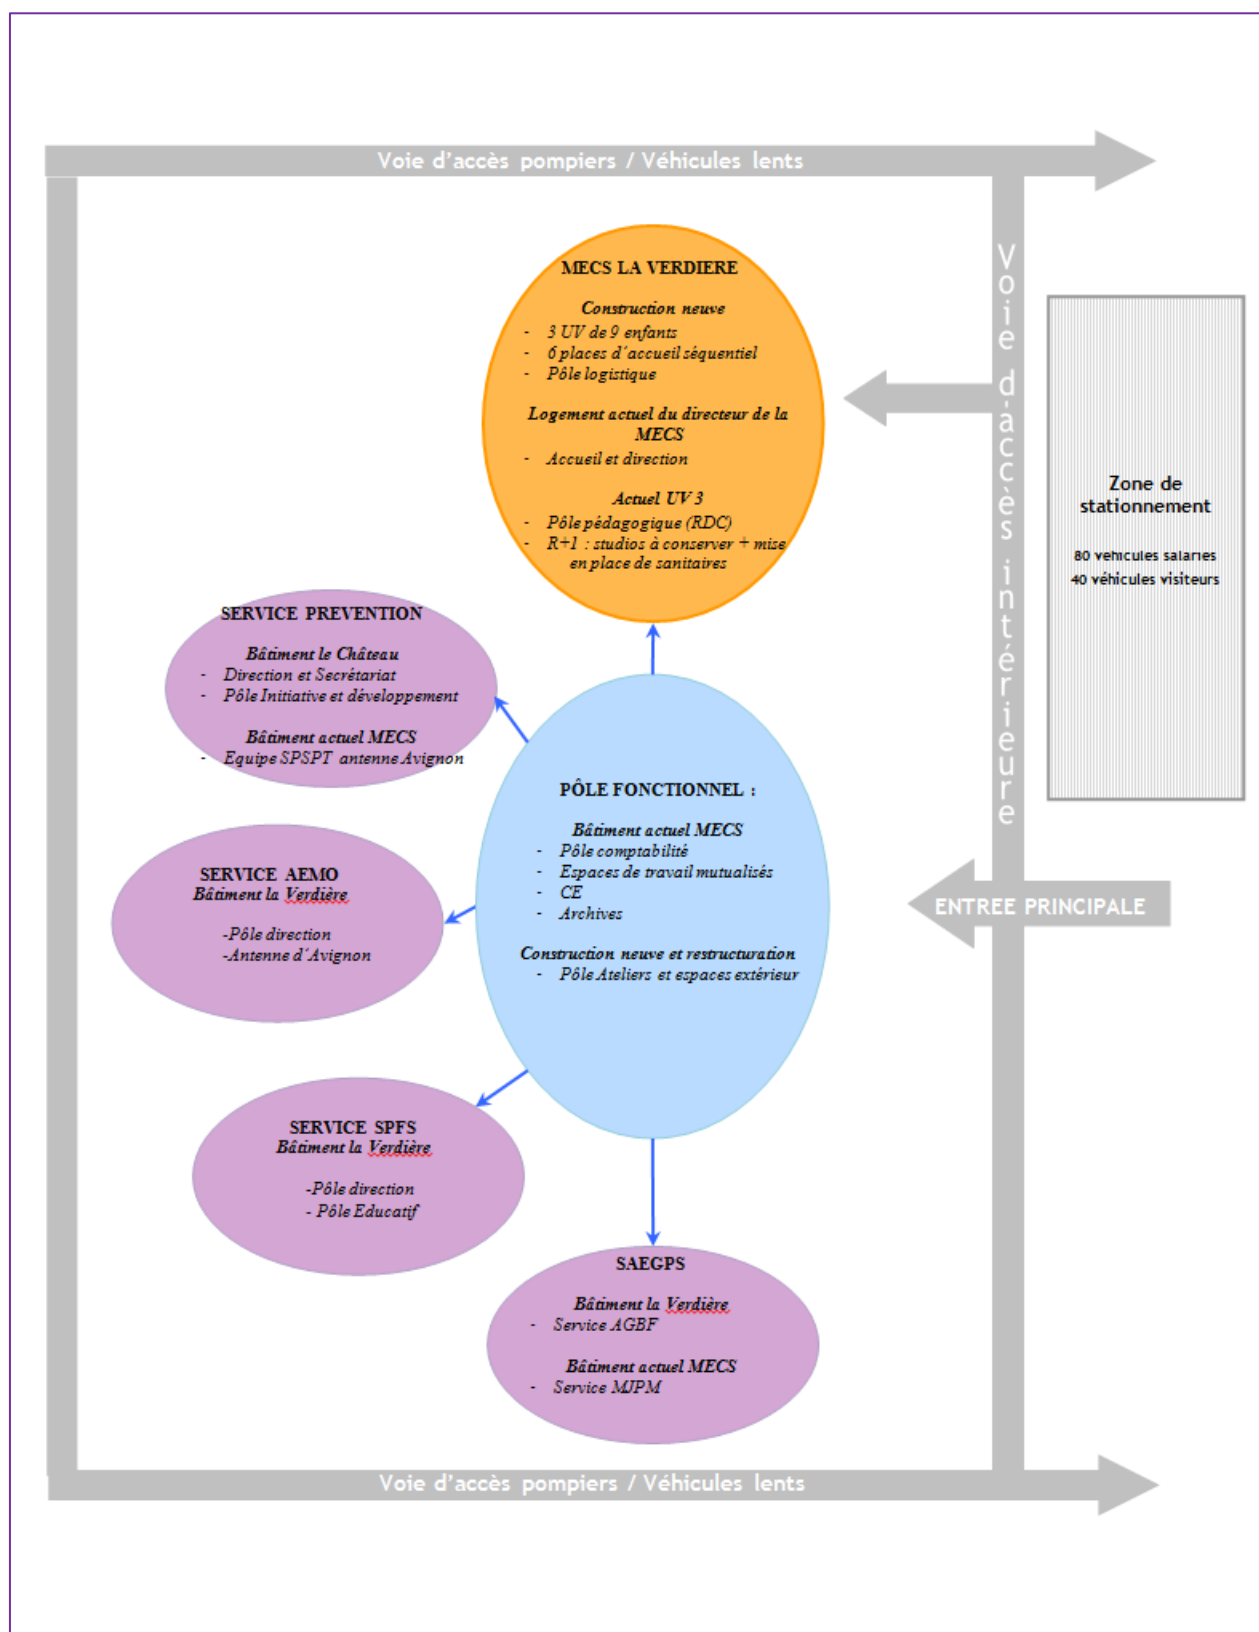 Voie d'accès pompiers / Véhicules lents
MECS LA VERDIERE
Construction neuve
- 3 UV de 9 enfants
- 6 places d'accueil séquentiel
- Pôle logistique
Logement actuel du directeur de la
MECS
- Accueil et direction
Actuel UV 3
- Pôle pédagogique (RDC)
- R+1 : studios à conserver + mise
en place de sanitaires
Voie d'accès intérieure
Zone de
stationnement
80 véhicules salariés
40 véhicules visiteurs
SERVICE PREVENTION
Bâtiment le Château
- Direction et Secrétariat
- Pôle Initiative et développement
Bâtiment actuel MECS
- Equipe SPSPT antenne Avignon
PÔLE FONCTIONNEL :
Bâtiment actuel MECS
- Pôle comptabilité
- Espaces de travail mutualisés
- CE
- Archives
Construction neuve et restructuration
- Pôle Ateliers et espaces extérieur
SERVICE AEMO
Bâtiment la Verdière
-Pôle direction
-Antenne d'Avignon
ENTREE PRINCIPALE
SERVICE SPFS
Bâtiment la Verdière
-Pôle direction
- Pôle Educatif
SAEGPS
Bâtiment la Verdière
- Service AGBF
Bâtiment actuel MECS
- Service MJPM
Voie d'accès pompiers / Véhicules lents